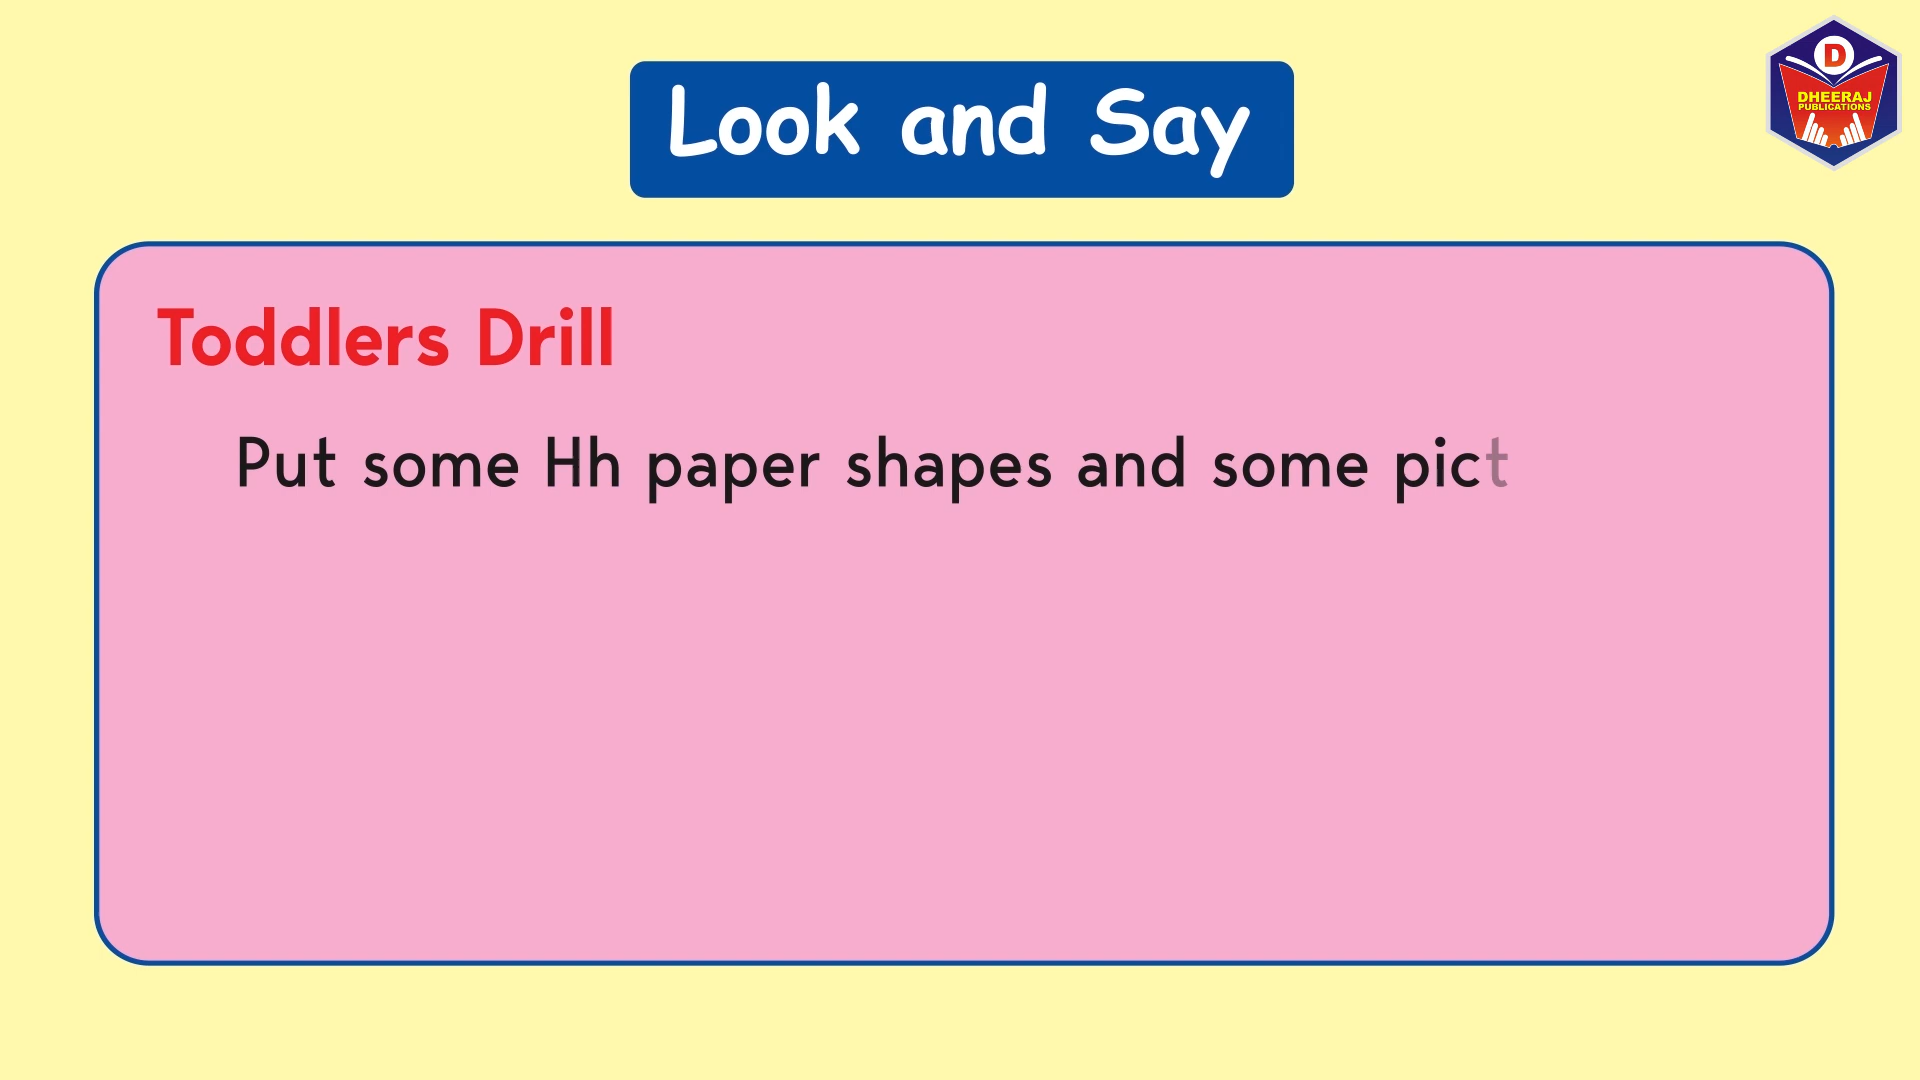 Look and Say
D
DHEERAJ
PUBLICATIONS
Toddlers Drill
Put some Hh paper shapes and some pict